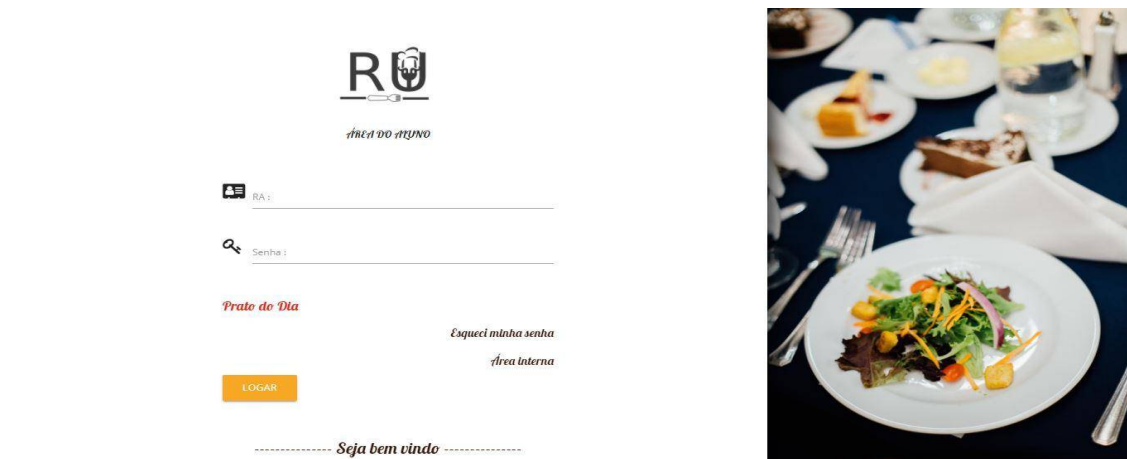 RU
ÁREA DO ALUNO
RA :
Senha :
Prato do Dia
Esqueci minha senha
Área interna
LOGAR
-------------- Seja bem vindo --------------